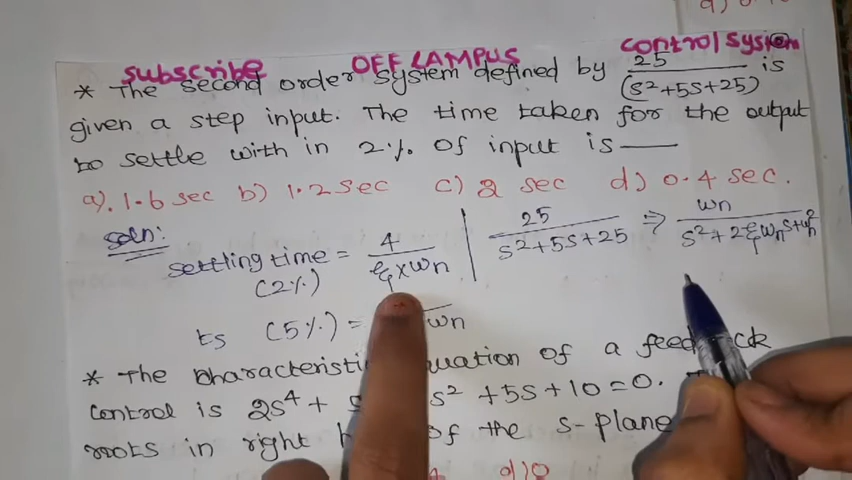 subscribe OFF CAMPUS control system
* The second order system defined by 25 / (s²+5s+25) is
given a step input. The time taken for the output
to settle with in 2%. of input is ——
a). 1.6 sec b) 1.2 sec c) 2 sec d) 0.4 sec.
soln:
settling time = 4 / ξ×ωn
(2%)
25 / s²+5s+25 ⇒ ωn / s²+2ξωns+ωn²
ts (5%) = ωn
* The characteristic of a
control is 2s⁴+ s² +5s+10=0.
roots in right of the s-plane
d) 0